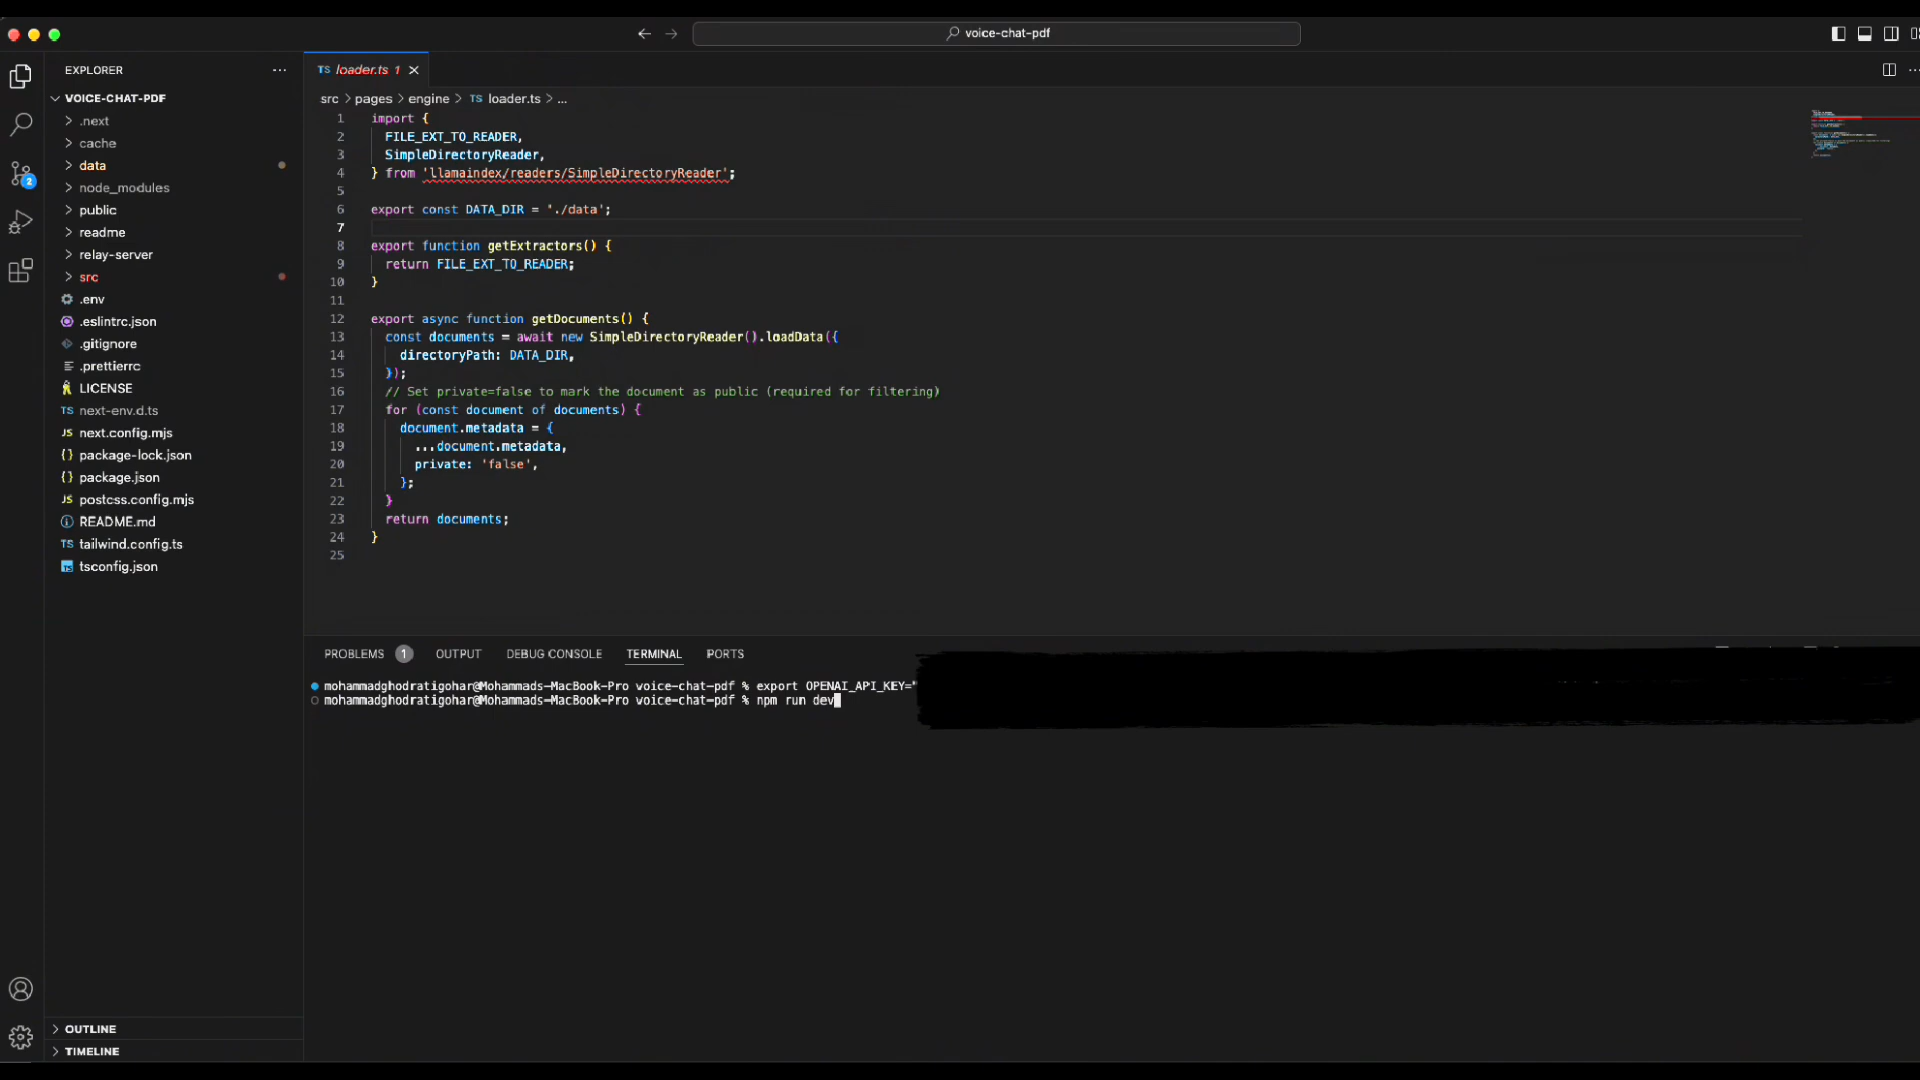 voice-chat-pdf
EXPLORER
VOICE-CHAT-PDF
.next
cache
data
node_modules
public
readme
relay-server
src
.env
.eslintrc.json
.gitignore
.prettierrc
LICENSE
TS next-env.d.ts
JS next.config.mjs
{} package-lock.json
{} package.json
JS postcss.config.mjs
README.md
TS tailwind.config.ts
TS tsconfig.json
OUTLINE
TIMELINE
2
TS loader.ts 1
src > pages > engine > TS loader.ts > ...
1 import {
2 FILE_EXT_TO_READER,
3 SimpleDirectoryReader,
4 } from 'llamaindex/readers/SimpleDirectoryReader';
5
6 export const DATA_DIR = './data';
7
8 export function getExtractors() {
9 return FILE_EXT_TO_READER;
10 }
11
12 export async function getDocuments() {
13 const documents = await new SimpleDirectoryReader().loadData({
14 directoryPath: DATA_DIR,
15 });
16 // Set private=false to mark the document as public (required for filtering)
17 for (const document of documents) {
18 document.metadata = {
19 ...document.metadata,
20 private: 'false',
21 };
22 }
23 return documents;
24 }
25
PROBLEMS 1 OUTPUT DEBUG CONSOLE TERMINAL PORTS
mohammadghodratigohar@Mohammads-MacBook-Pro voice-chat-pdf % export OPENAI_API_KEY="
mohammadghodratigohar@Mohammads-MacBook-Pro voice-chat-pdf % npm run dev